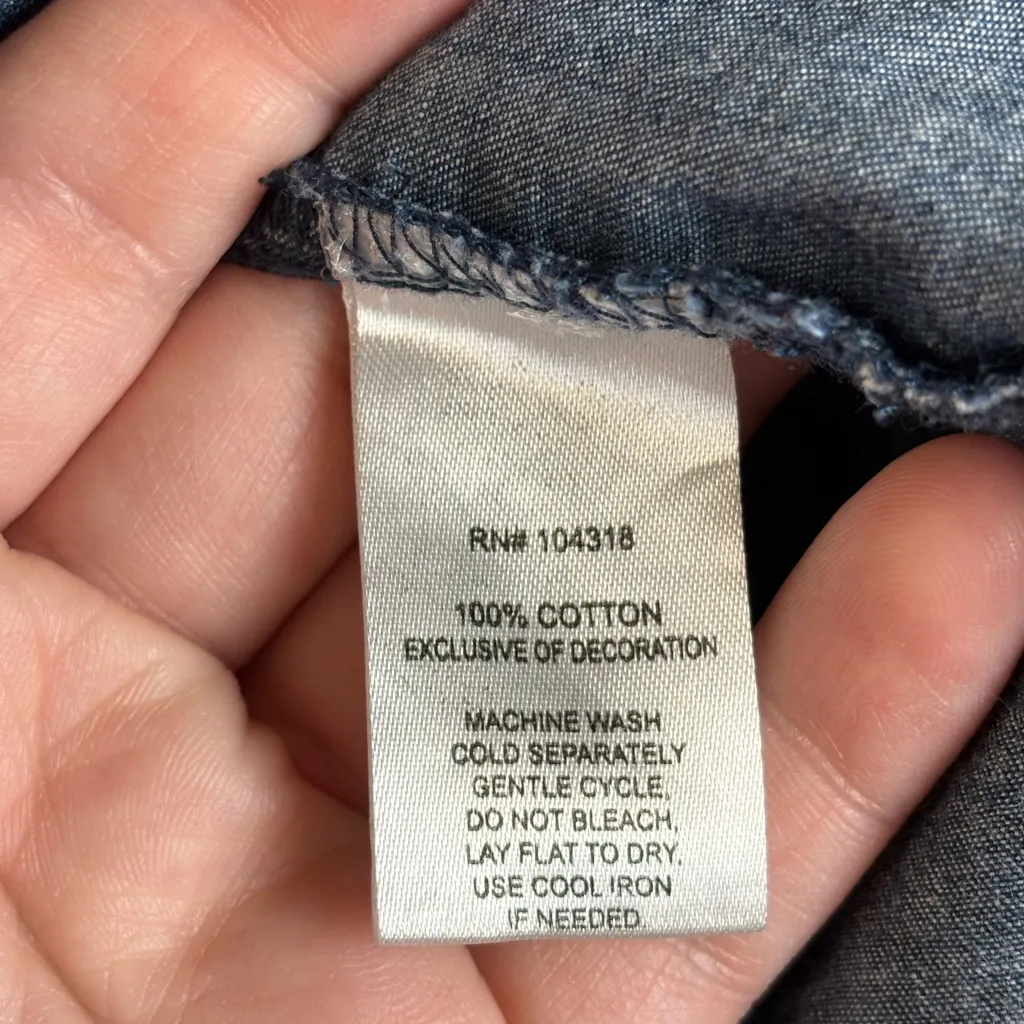 RN# 104318
100% COTTON
EXCLUSIVE OF DECORATION
MACHINE WASH
COLD SEPARATELY
GENTLE CYCLE,
DO NOT BLEACH,
LAY FLAT TO DRY.
USE COOL IRON
IF NEEDED